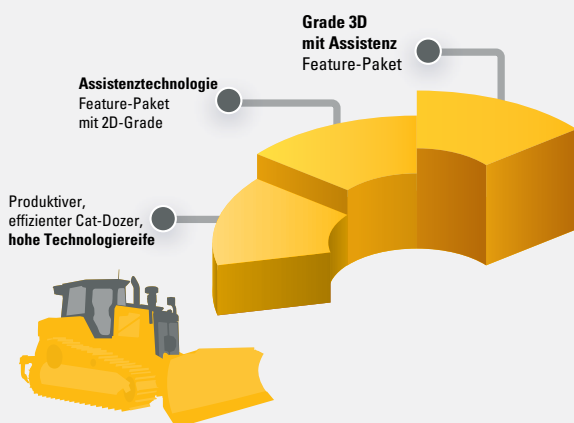 Grade 3D
mit Assistenz
Feature-Paket
Assistenztechnologie
Feature-Paket
mit 2D-Grade
Produktiver,
effizienter Cat-Dozer,
hohe Technologiereife